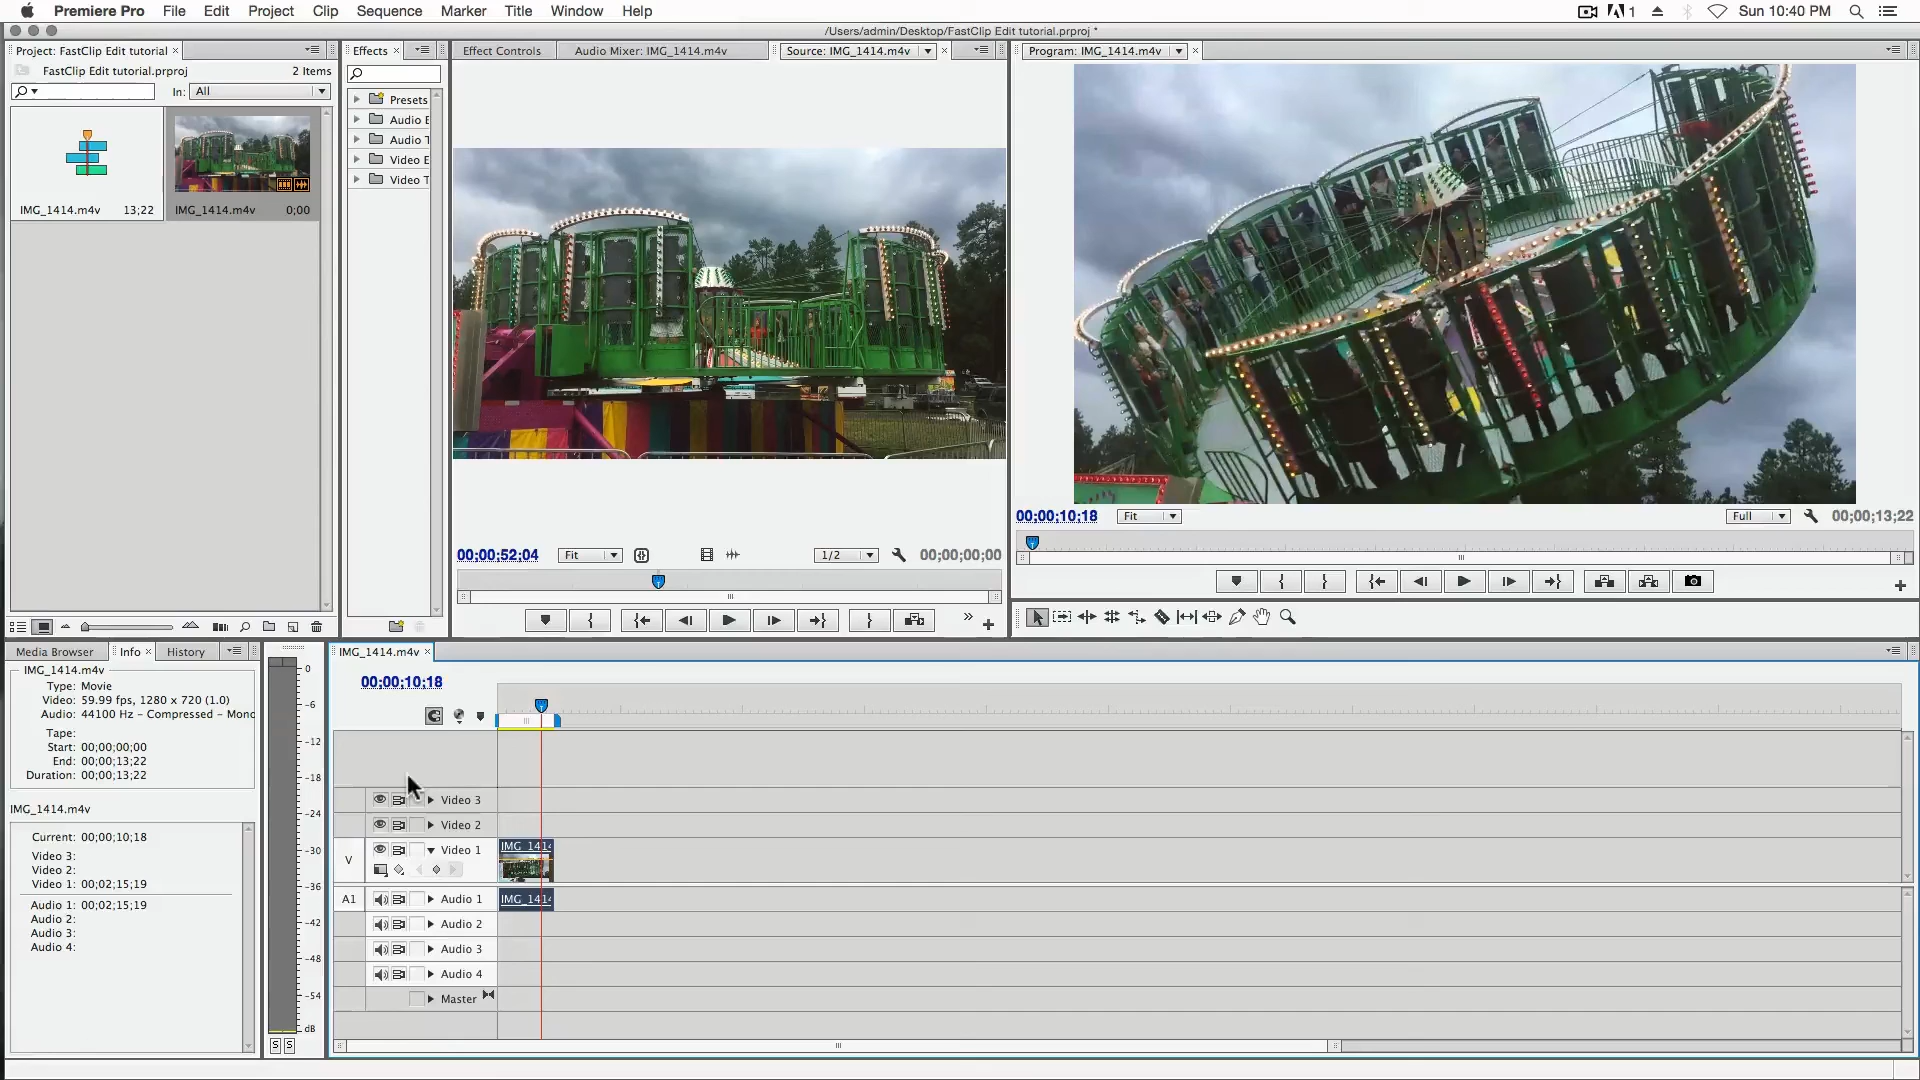 Premiere Pro File Edit Project Clip Sequence Marker Title Window Help 1 Sun 10:40 PM
/Users/admin/Desktop/FastClip Edit tutorial.prproj *
Project: FastClip Edit tutorial
FastClip Edit tutorial.prproj 2 Items
In: All
IMG_1414.m4v 13;22
IMG_1414.m4v 0;00
Effects
Presets
Audio E
Audio T
Video E
Video T
Effect Controls Audio Mixer: IMG_1414.m4v Source: IMG_1414.m4v
00;00;52;04 Fit 1/2 00;00;00;00
Program: IMG_1414.m4v
00;00;10;18 Fit Full 00;00;13;22
Media Browser Info History
IMG_1414.m4v
Type: Movie
Video: 59.99 fps, 1280 x 720 (1.0)
Audio: 44100 Hz - Compressed - Mono
Tape:
Start: 00;00;00;00
End: 00;00;13;22
Duration: 00;00;13;22
IMG_1414.m4v
Current: 00;00;10;18
Video 3:
Video 2:
Video 1: 00;02;15;19
Audio 1: 00;02;15;19
Audio 2:
Audio 3:
Audio 4:
0
-6
-12
-18
-24
-30
-36
-42
-48
-54
dB
S S
IMG_1414.m4v
00;00;10;18
Video 3
Video 2
V Video 1 IMG_1414
A1 Audio 1 IMG_1414
Audio 2
Audio 3
Audio 4
Master